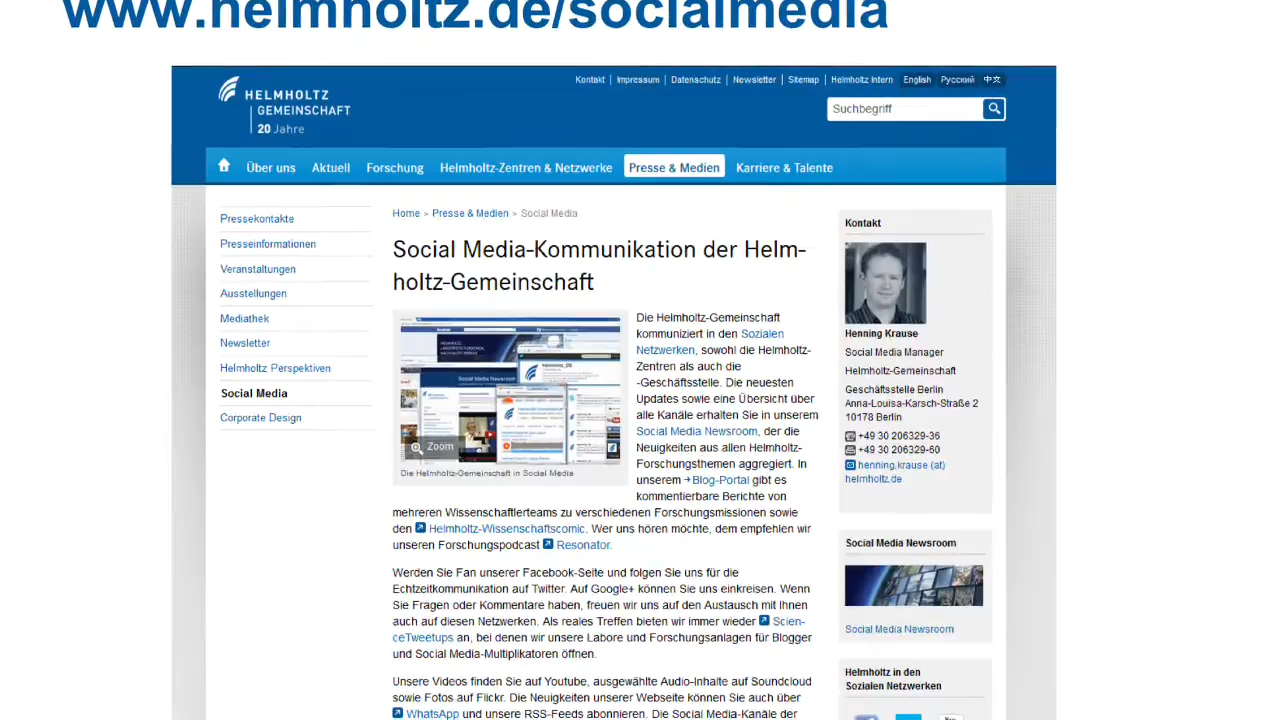 www.helmholtz.de/socialmedia
Kontakt | Impressum | Datenschutz | Newsletter | Sitemap | Helmholtz Intern English Русский 中文
HELMHOLTZ
GEMEINSCHAFT
20 Jahre
Suchbegriff
Über uns Aktuell Forschung Helmholtz-Zentren & Netzwerke Presse & Medien Karriere & Talente
Pressekontakte
Presseinformationen
Veranstaltungen
Ausstellungen
Mediathek
Newsletter
Helmholtz Perspektiven
Social Media
Corporate Design
Home > Presse & Medien > Social Media
Social Media-Kommunikation der Helm-
holtz-Gemeinschaft
Zoom
Die Helmholtz-Gemeinschaft in Social Media
Die Helmholtz-Gemeinschaft
kommuniziert in den Sozialen
Netzwerken, sowohl die Helmholtz-
Zentren als auch die
-Geschäftsstelle. Die neuesten
Updates sowie eine Übersicht über
alle Kanäle erhalten Sie in unserem
Social Media Newsroom, der die
Neuigkeiten aus allen Helmholtz-
Forschungsthemen aggregiert. In
unserem Blog-Portal gibt es
kommentierbare Berichte von
mehreren Wissenschaftlerteams zu verschiedenen Forschungsmissionen sowie
den Helmholtz-Wissenschaftscomic. Wer uns hören möchte, dem empfehlen wir
unseren Forschungspodcast Resonator.
Werden Sie Fan unserer Facebook-Seite und folgen Sie uns für die
Echtzeitkommunikation auf Twitter. Auf Google+ können Sie uns einkreisen. Wenn
Sie Fragen oder Kommentare haben, freuen wir uns auf den Austausch mit Ihnen
auch auf diesen Netzwerken. Als reales Treffen bieten wir immer wieder Scien-
ceTweetups an, bei denen wir unsere Labore und Forschungsanlagen für Blogger
und Social Media-Multiplikatoren öffnen.
Unsere Videos finden Sie auf Youtube, ausgewählte Audio-Inhalte auf Soundcloud
sowie Fotos auf Flickr. Die Neuigkeiten unserer Webseite können Sie auch über
WhatsApp und unsere RSS-Feeds abonnieren. Die Social Media-Kanäle der
Kontakt
Henning Krause
Social Media Manager
Helmholtz-Gemeinschaft
Geschäftsstelle Berlin
Anna-Louisa-Karsch-Straße 2
10178 Berlin
+49 30 206329-36
+49 30 206329-60
henning.krause (at)
helmholtz.de
Social Media Newsroom
Social Media Newsroom
Helmholtz in den
Sozialen Netzwerken